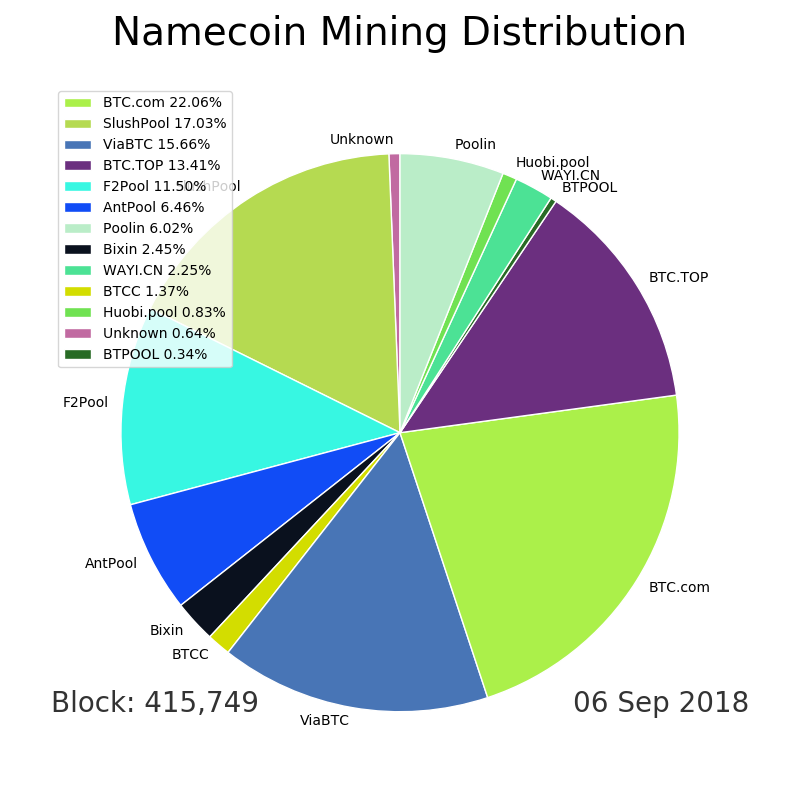 Namecoin Mining Distribution
BTC.com 22.06%
SlushPool 17.03%
ViaBTC 15.66%
BTC.TOP 13.41%
F2Pool 11.50%
AntPool 6.46%
Poolin 6.02%
Bixin 2.45%
WAYI.CN 2.25%
BTCC 1.37%
Huobi.pool 0.83%
Unknown 0.64%
BTPOOL 0.34%
Unknown
Poolin
Huobi.pool
WAYI.CN
BTPOOL
SlushPool
BTC.TOP
F2Pool
AntPool
BTC.com
Bixin
BTCC
ViaBTC
Block: 415,749
06 Sep 2018